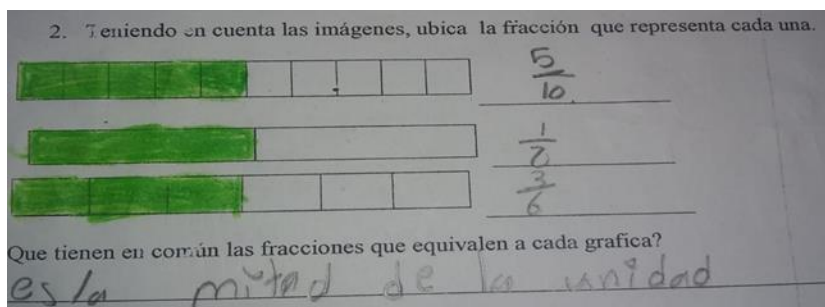 2. Teniendo en cuenta las imágenes, ubica la fracción que representa cada una.
5/10
1/2
3/6
Que tienen en común las fracciones que equivalen a cada grafica?
es la mitad de la unidad